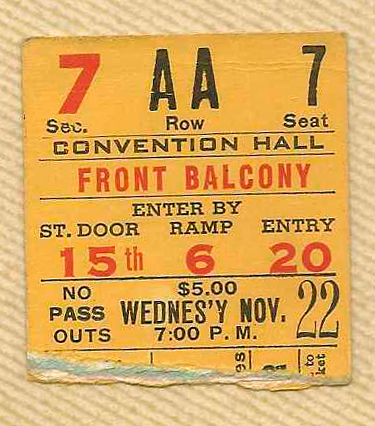 7 AA 7
Sec. Row Seat
CONVENTION HALL
FRONT BALCONY
ENTER BY
ST. DOOR RAMP ENTRY
15th 6 20
NO PASS OUTS
$5.00
WEDNES'Y NOV. 22
7:00 P. M.